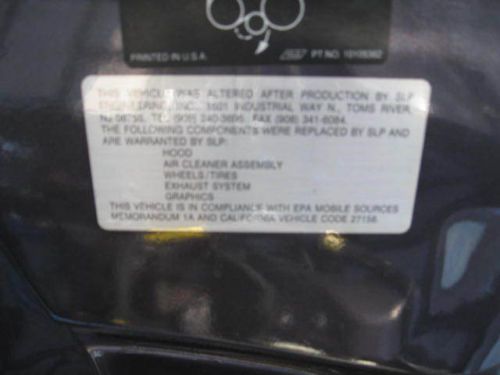 PRINTED IN U.S.A. PT NO. 10105362
THIS VEHICLE WAS ALTERED AFTER PRODUCTION BY SLP
ENGINEERING, INC., 1501 INDUSTRIAL WAY N., TOMS RIVER,
NJ 08755, TEL (908) 240-3696, FAX (908) 341-6084.
THE FOLLOWING COMPONENTS WERE REPLACED BY SLP AND
ARE WARRANTED BY SLP:
HOOD
AIR CLEANER ASSEMBLY
WHEELS/TIRES
EXHAUST SYSTEM
GRAPHICS
THIS VEHICLE IS IN COMPLIANCE WITH EPA MOBILE SOURCES
MEMORANDUM 1A AND CALIFORNIA VEHICLE CODE 27156.